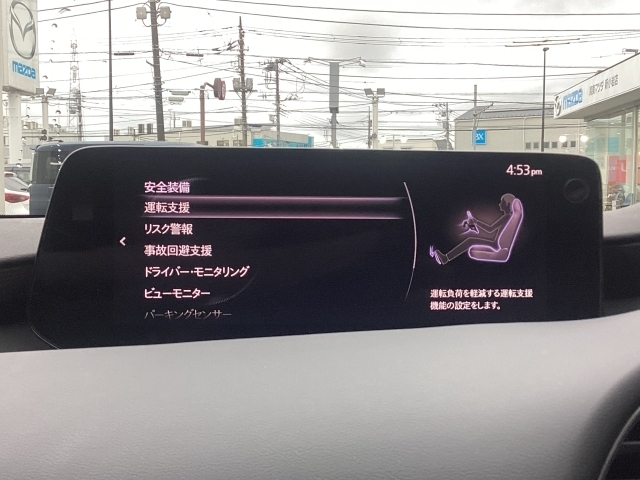 mazda
mazda
4:53pm
安全装備
運転支援
リスク警報
事故回避支援
ドライバー・モニタリング
ビューモニター
パーキングセンサー
運転負荷を軽減する運転支援
機能の設定をします。